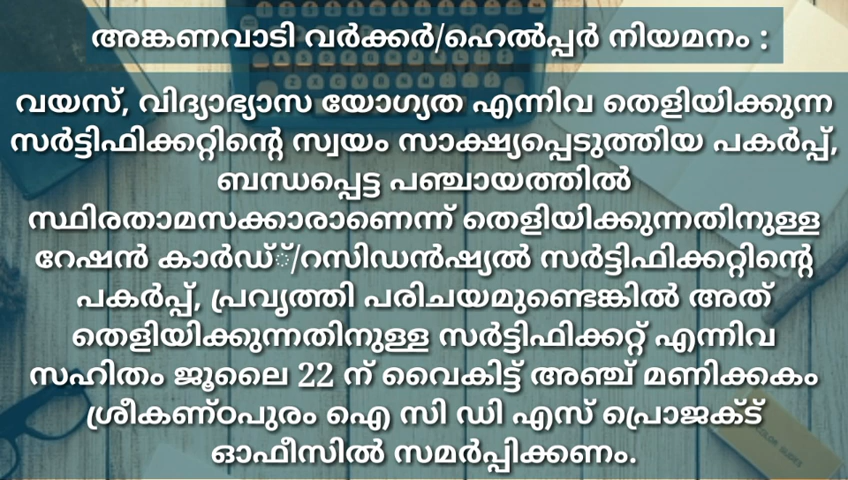 അങ്കണവാടി വർക്കർ/ഹെൽപ്പർ നിയമനം :
വയസ്, വിദ്യാഭ്യാസ യോഗ്യത എന്നിവ തെളിയിക്കുന്ന
സർട്ടിഫിക്കറ്റിന്റെ സ്വയം സാക്ഷ്യപ്പെടുത്തിയ പകർപ്പ്,
ബന്ധപ്പെട്ട പഞ്ചായത്തിൽ
സ്ഥിരതാമസക്കാരാണെന്ന് തെളിയിക്കുന്നതിനുള്ള
റേഷൻ കാർഡ്്/റസിഡൻഷ്യൽ സർട്ടിഫിക്കറ്റിന്റെ
പകർപ്പ്, പ്രവൃത്തി പരിചയമുണ്ടെങ്കിൽ അത്
തെളിയിക്കുന്നതിനുള്ള സർട്ടിഫിക്കറ്റ് എന്നിവ
സഹിതം ജൂലൈ 22 ന് വൈകിട്ട് അഞ്ച് മണിക്കകം
ശ്രീകണ്ഠപുരം ഐ സി ഡി എസ് പ്രൊജക്ട്
ഓഫീസിൽ സമർപ്പിക്കണം.